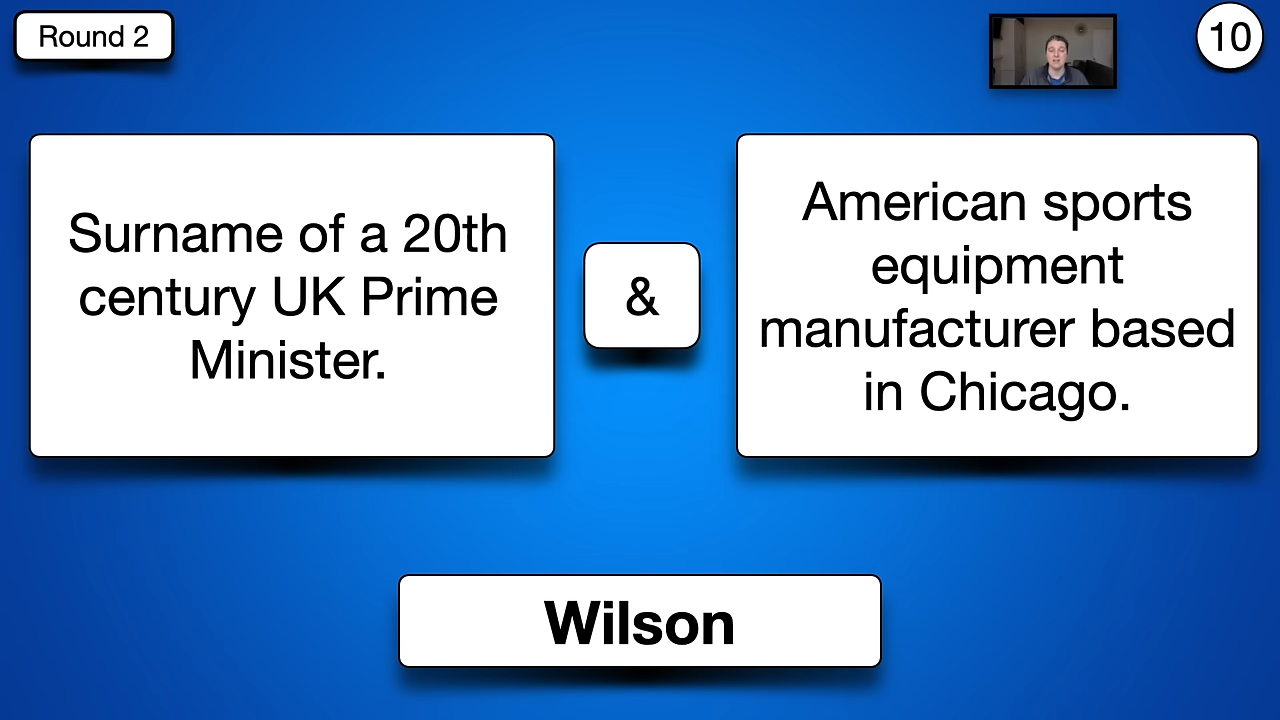 Round 2
10
Surname of a 20th
century UK Prime
Minister.
&
American sports
equipment
manufacturer based
in Chicago.
Wilson